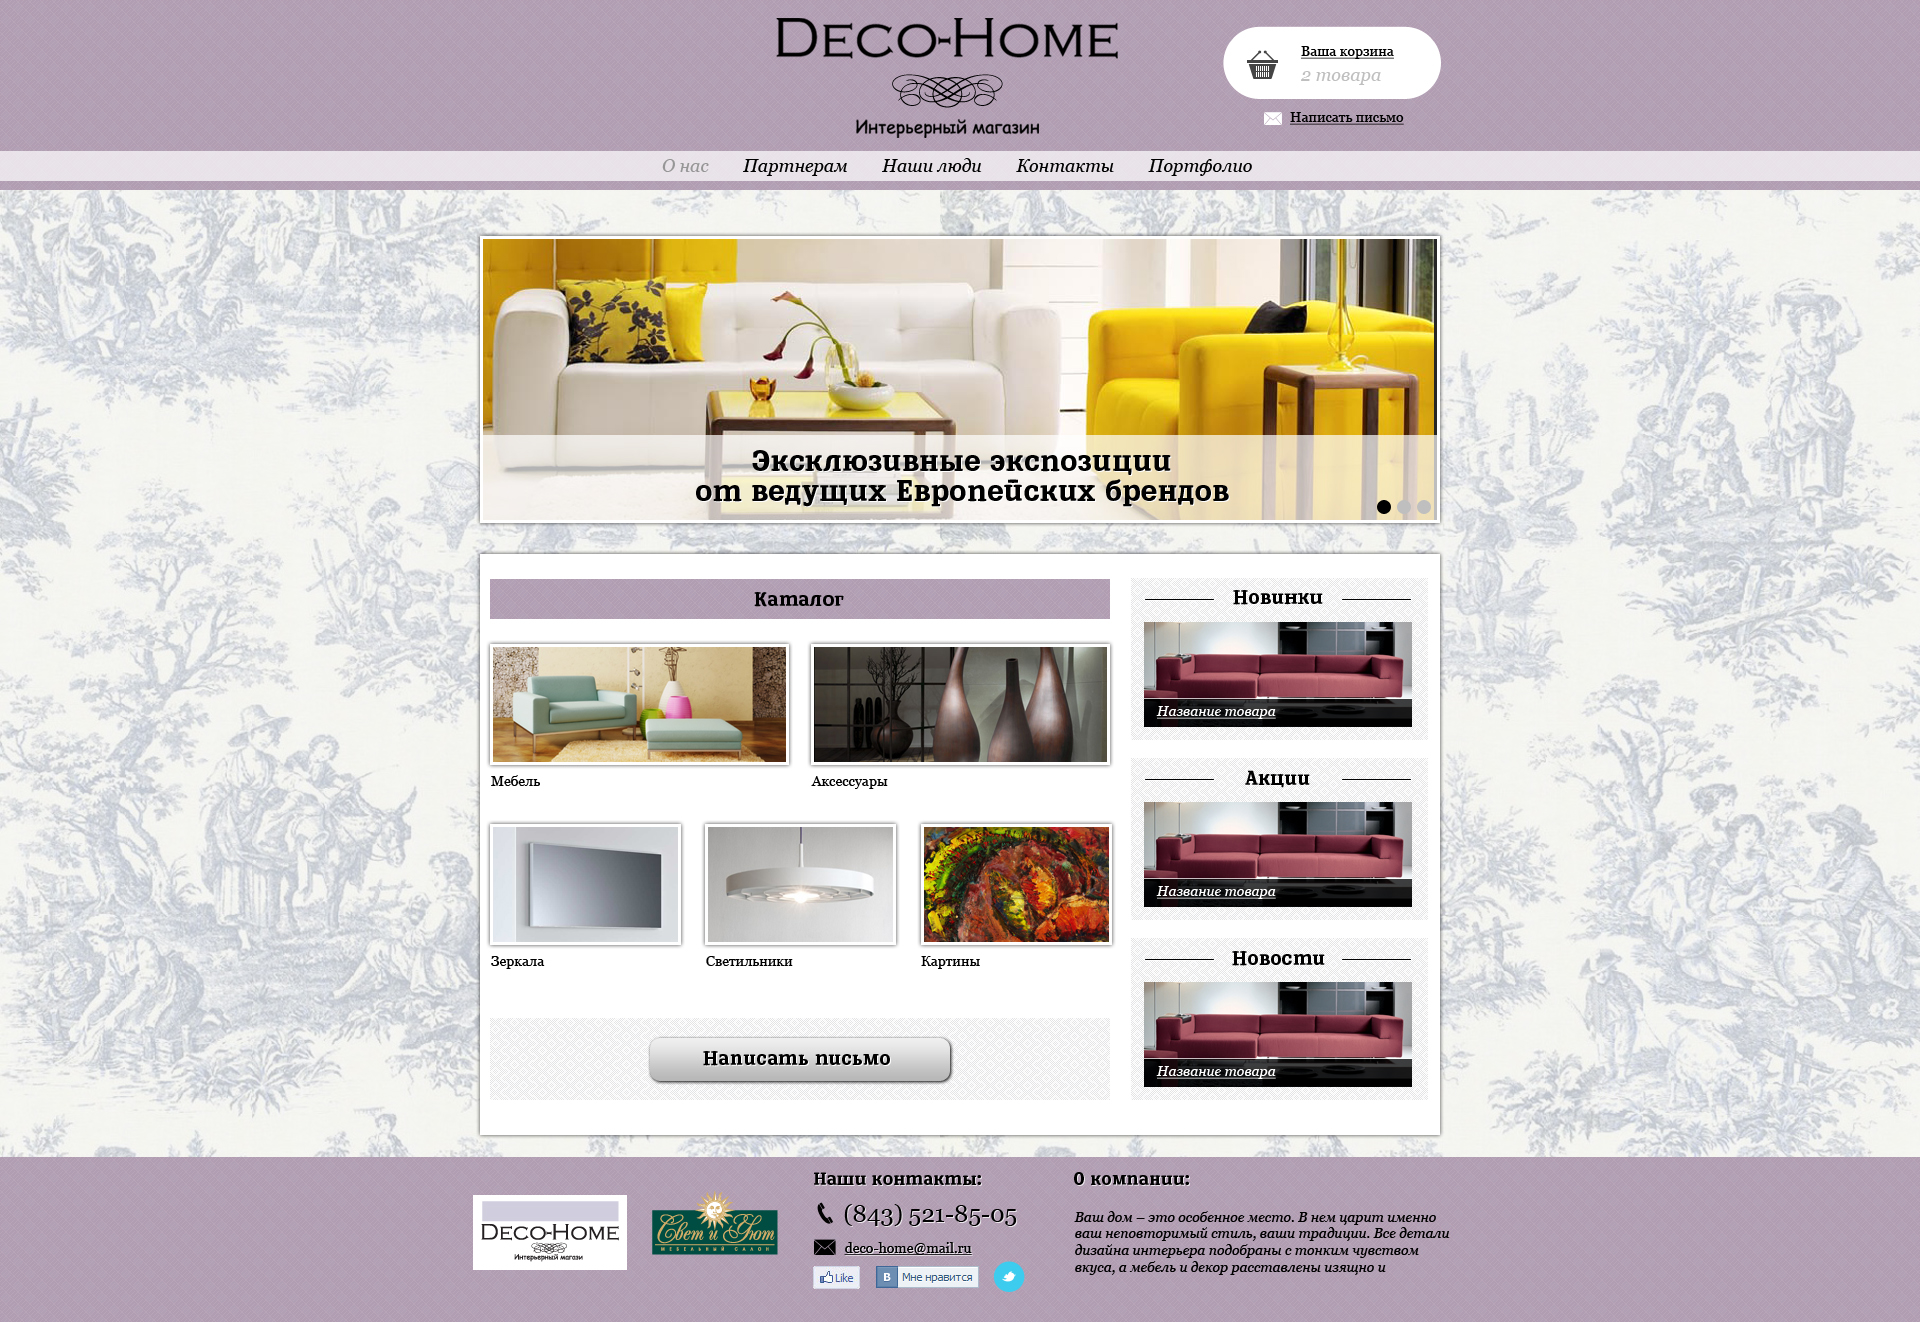 Deco-Home
Интерьерный магазин
Ваша корзина
2 товара
Написать письмо
О нас
Партнерам
Наши люди
Контакты
Портфолио
Эксклюзивные экспозиции
от ведущих Европейских брендов
Каталог
Мебель
Аксессуары
Зеркала
Светильники
Картины
Написать письмо
Новинки
Название товара
Акции
Название товара
Новости
Название товара
Deco-Home
Интерьерный магази
Свет и Уют
МЕБЕЛЬНЫЙ САЛОН
Наши контакты:
(843) 521-85-05
deco-home@mail.ru
Like
В Мне нравится
О компании:
Ваш дом – это особенное место. В нем царит именно
ваш неповторимый стиль, ваши традиции. Все детали
дизайна интерьера подобраны с тонким чувством
вкуса, а мебель и декор расставлены изящно и